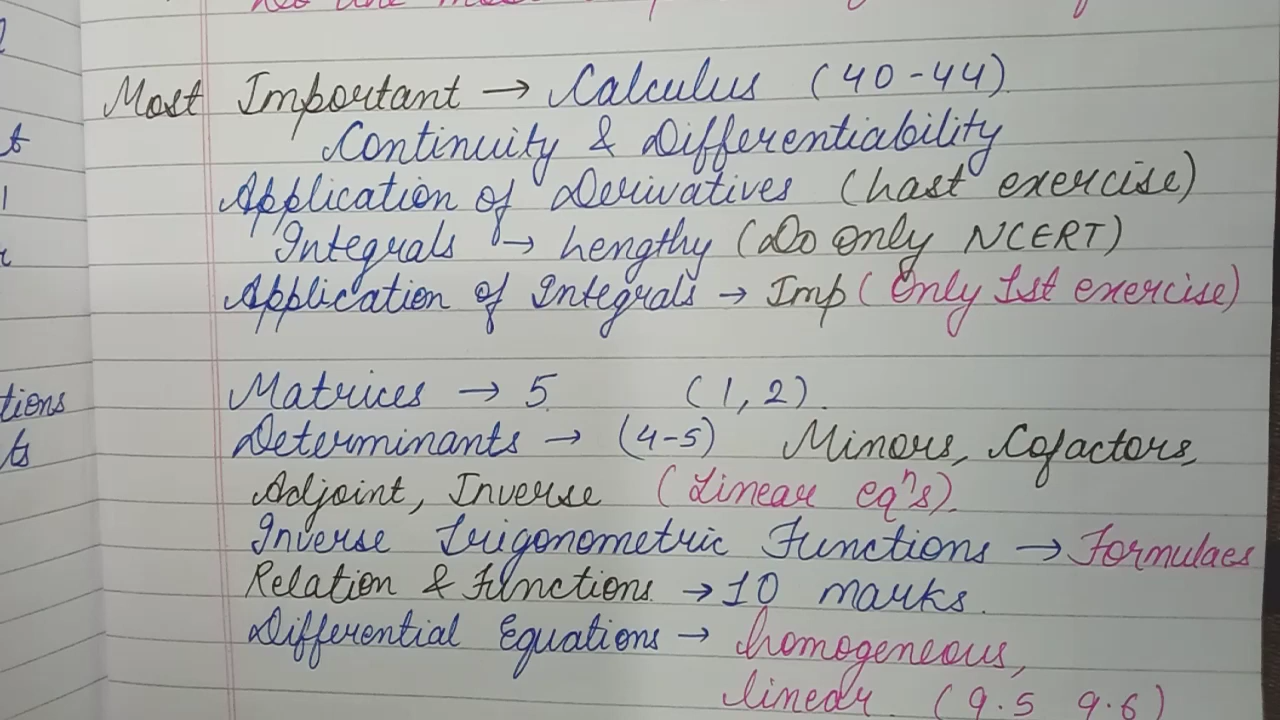 Most Important → Calculus (40-44)
Continuity & Differentiability
Application of Derivatives (Last exercise)
Integrals → Lengthy (Do only NCERT)
Application of Integrals → Imp (Only 1st exercise)
Matrices → 5 (1, 2).
Determinants → (4-5) Minors, Cofactors,
Adjoint, Inverse (Linear eqⁿs).
Inverse Trigonometric Functions → Formulaes
Relation & Functions → 10 marks.
Differential Equations → homogeneous,
linear (9.5 9.6)
tions